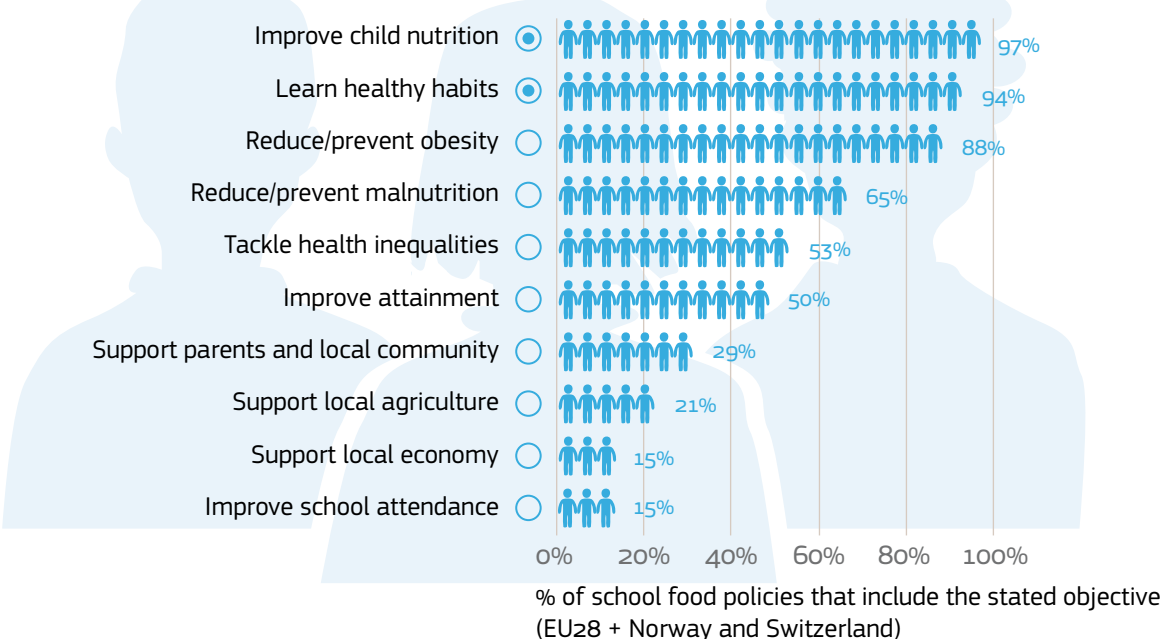 Improve child nutrition 97%
Learn healthy habits 94%
Reduce/prevent obesity 88%
Reduce/prevent malnutrition 65%
Tackle health inequalities 53%
Improve attainment 50%
Support parents and local community 29%
Support local agriculture 21%
Support local economy 15%
Improve school attendance 15%
0% 20% 40% 60% 80% 100%
% of school food policies that include the stated objective
(EU28 + Norway and Switzerland)